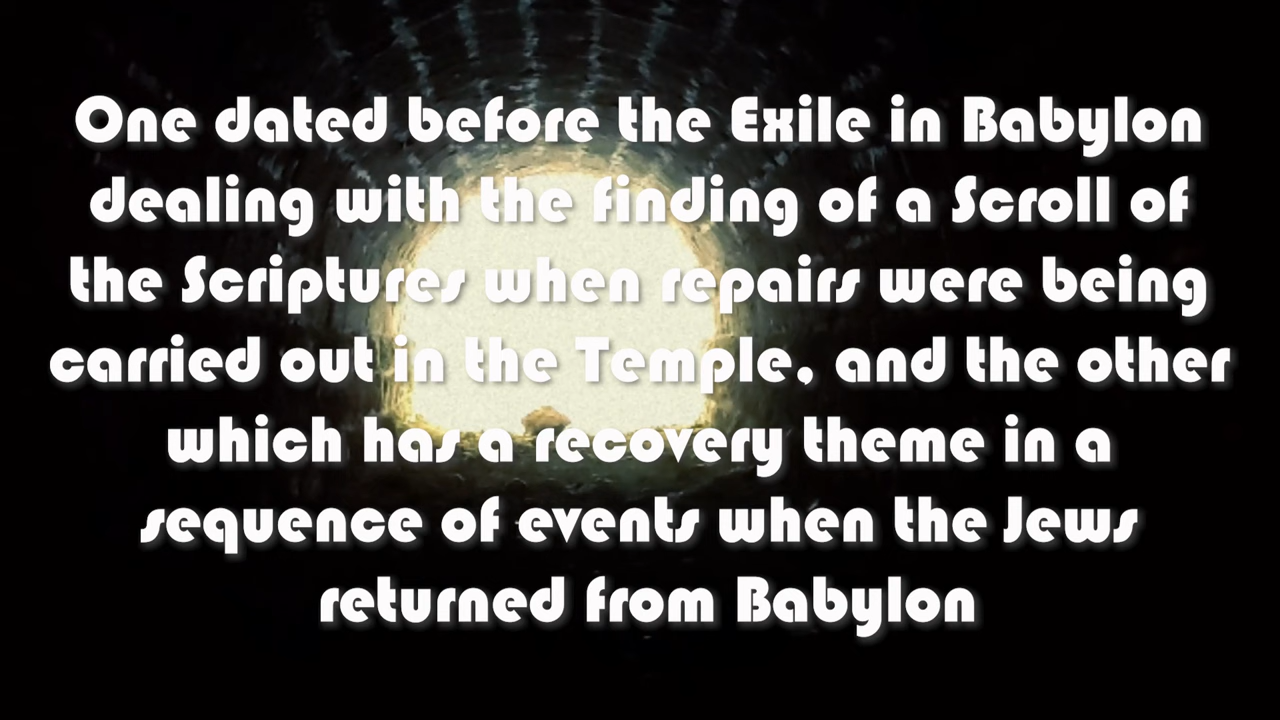 One dated before the Exile in Babylon
dealing with the finding of a Scroll of
the Scriptures when repairs were being
carried out in the Temple, and the other
which has a recovery theme in a
sequence of events when the Jews
returned from Babylon